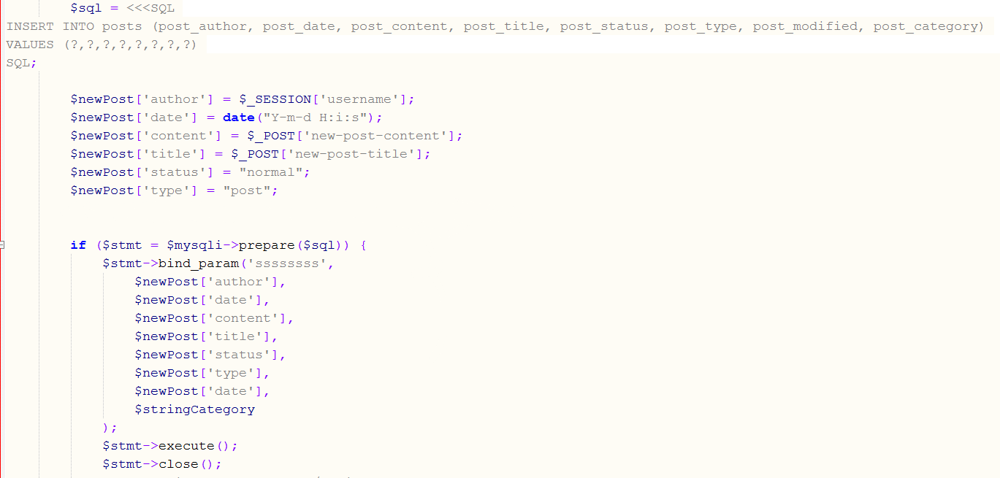 $sql = <<<SQL
INSERT INTO posts (post_author, post_date, post_content, post_title, post_status, post_type, post_modified, post_category)
VALUES (?,?,?,?,?,?,?,?)
SQL;
$newPost['author'] = $_SESSION['username'];
$newPost['date'] = date("Y-m-d H:i:s");
$newPost['content'] = $_POST['new-post-content'];
$newPost['title'] = $_POST['new-post-title'];
$newPost['status'] = "normal";
$newPost['type'] = "post";
if ($stmt = $mysqli->prepare($sql)) {
$stmt->bind_param('ssssssss',
$newPost['author'],
$newPost['date'],
$newPost['content'],
$newPost['title'],
$newPost['status'],
$newPost['type'],
$newPost['date'],
$stringCategory
);
$stmt->execute();
$stmt->close();